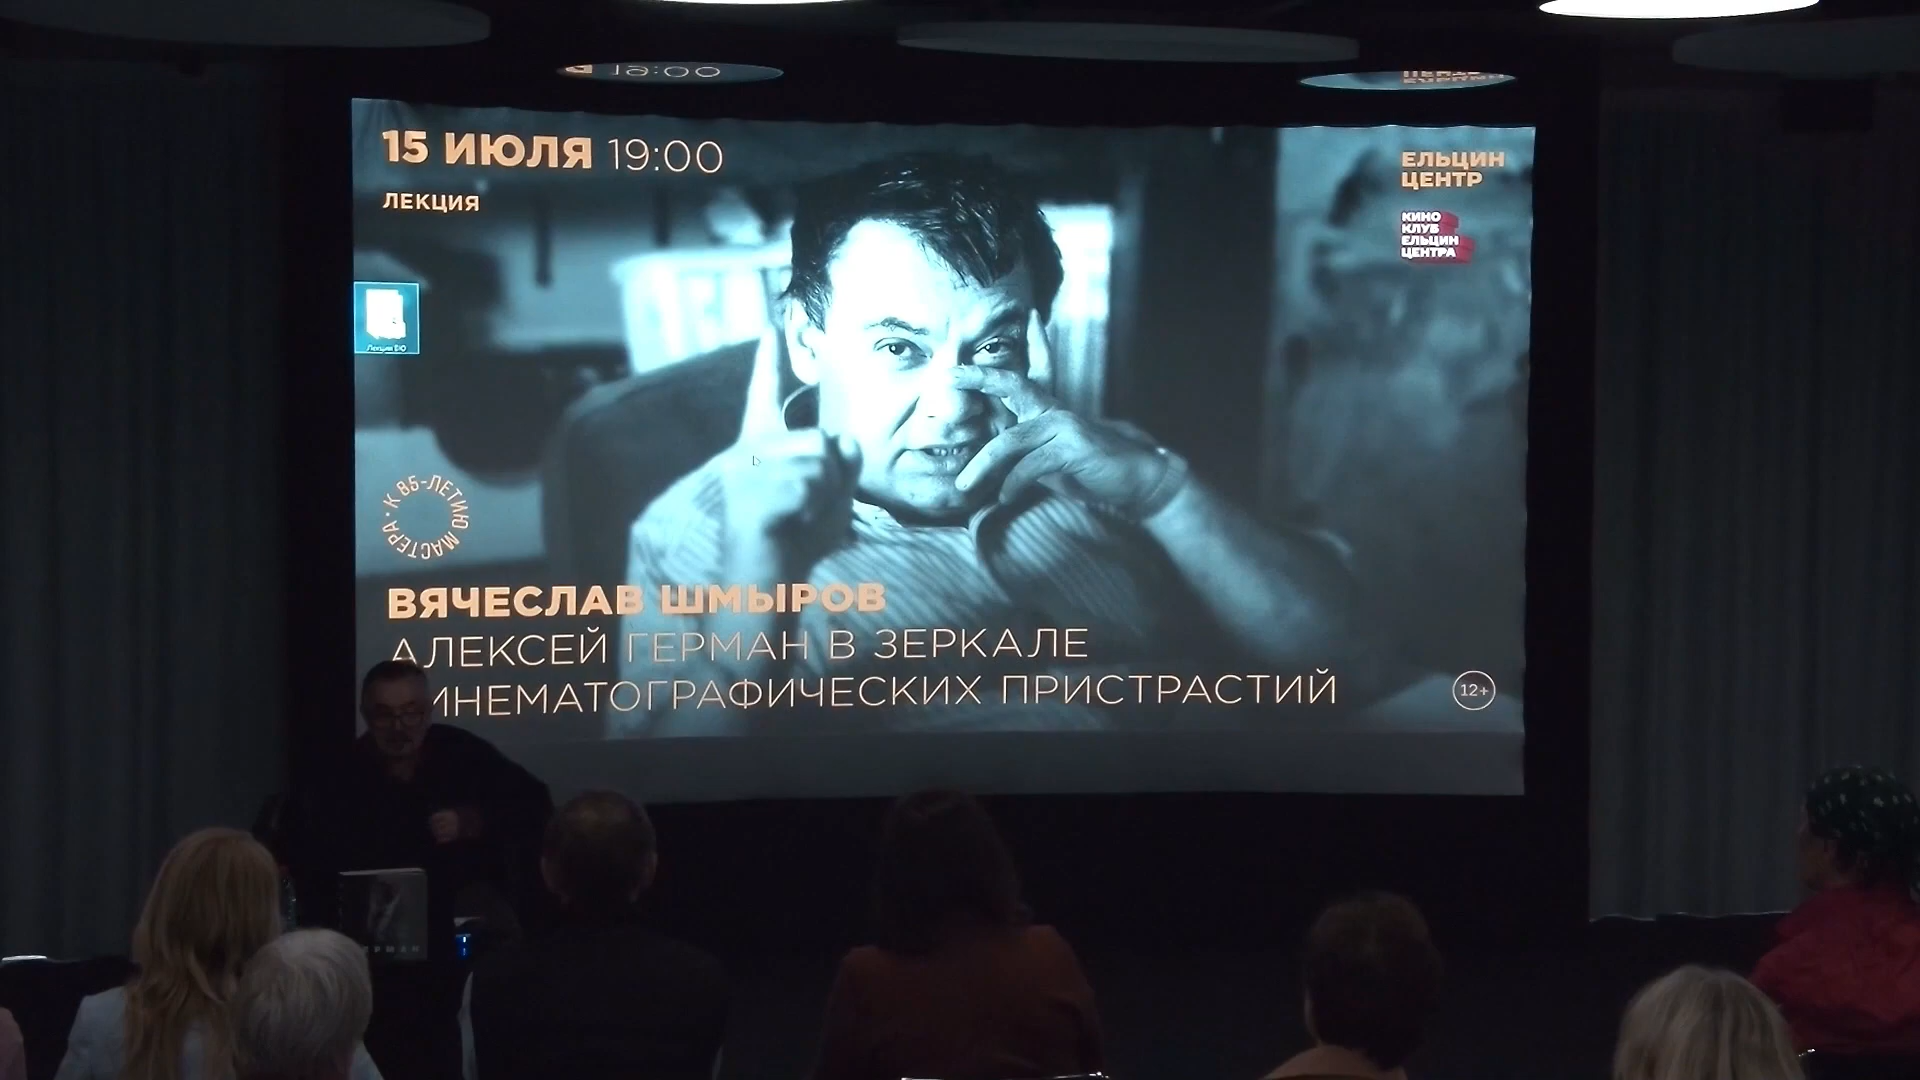 15 ИЮЛЯ 19:00
ЛЕКЦИЯ
ЕЛЬЦИН
ЦЕНТР
КИНО
КЛУБ
ЕЛЬЦИН
ЦЕНТРА
К 85-ЛЕТИЮ МАСТЕРА
ВЯЧЕСЛАВ ШМЫРОВ
АЛЕКСЕЙ ГЕРМАН В ЗЕРКАЛЕ
ИНЕМАТОГРАФИЧЕСКИХ ПРИСТРАСТИЙ
12+